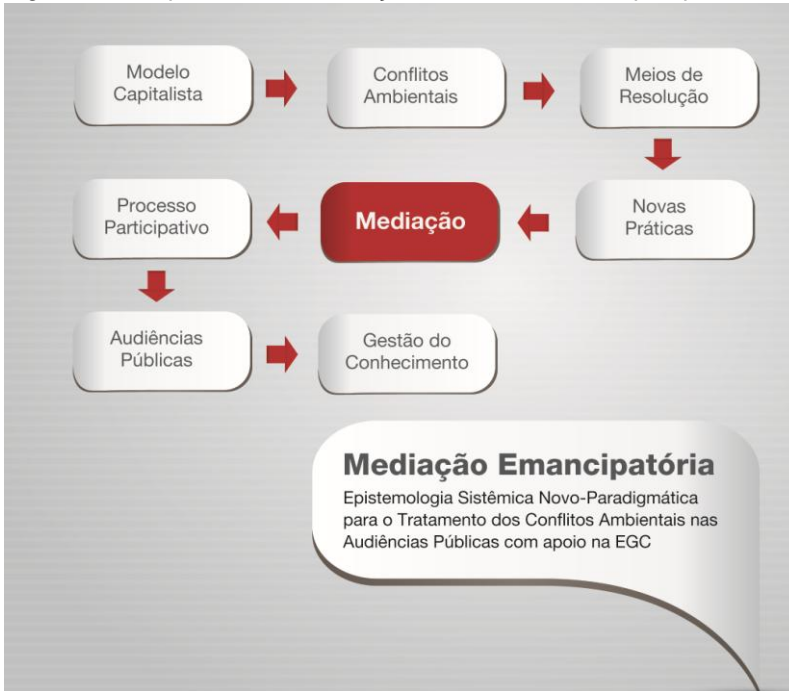 Modelo
Capitalista
Conflitos
Ambientais
Meios de
Resolução
Processo
Participativo
Mediação
Novas
Práticas
Audiências
Públicas
Gestão do
Conhecimento
Mediação Emancipatória
Epistemologia Sistêmica Novo-Paradigmática
para o Tratamento dos Conflitos Ambientais nas
Audiências Públicas com apoio na EGC